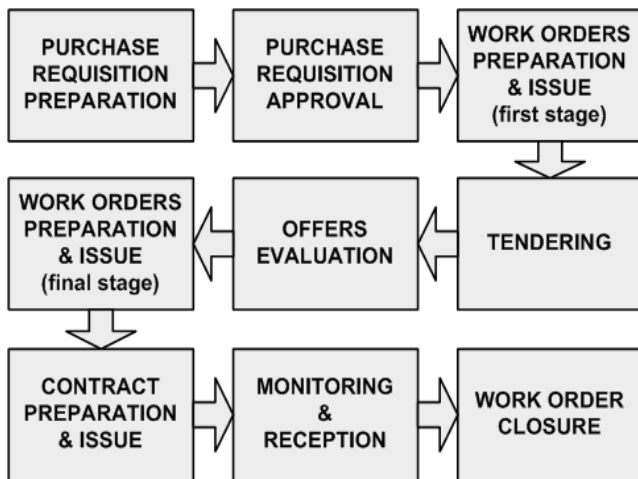 PURCHASE
REQUISITION
PREPARATION
PURCHASE
REQUISITION
APPROVAL
WORK ORDERS
PREPARATION
& ISSUE
(first stage)
TENDERING
OFFERS
EVALUATION
WORK ORDERS
PREPARATION
& ISSUE
(final stage)
CONTRACT
PREPARATION
& ISSUE
MONITORING
&
RECEPTION
WORK ORDER
CLOSURE